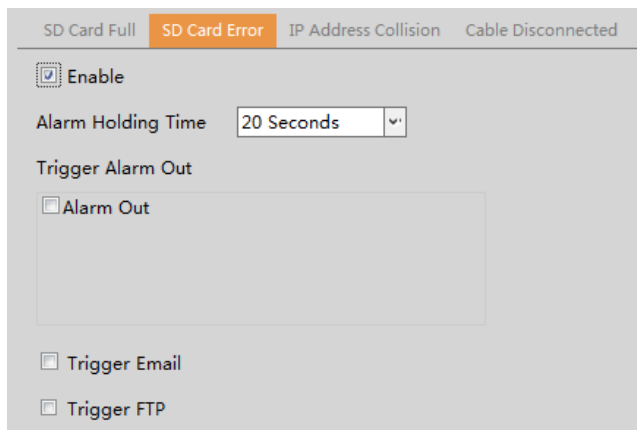 SD Card Full SD Card Error IP Address Collision Cable Disconnected
Enable
Alarm Holding Time 20 Seconds
Trigger Alarm Out
Alarm Out
Trigger Email
Trigger FTP